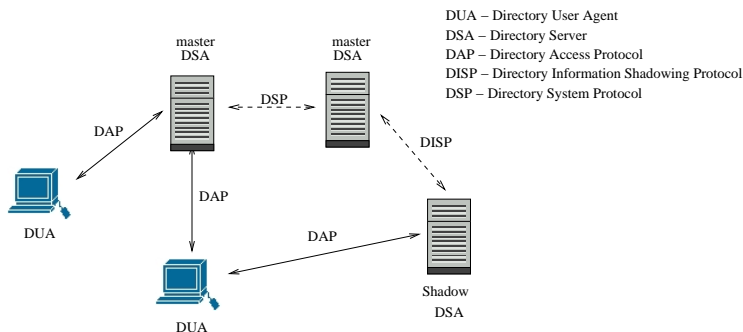 DUA – Directory User Agent
DSA – Directory Server
DAP – Directory Access Protocol
DISP – Directory Information Shadowing Protocol
DSP – Directory System Protocol
master
DSA
master
DSA
DSP
DAP
DISP
DAP
DUA
DAP
Shadow
DSA
DUA